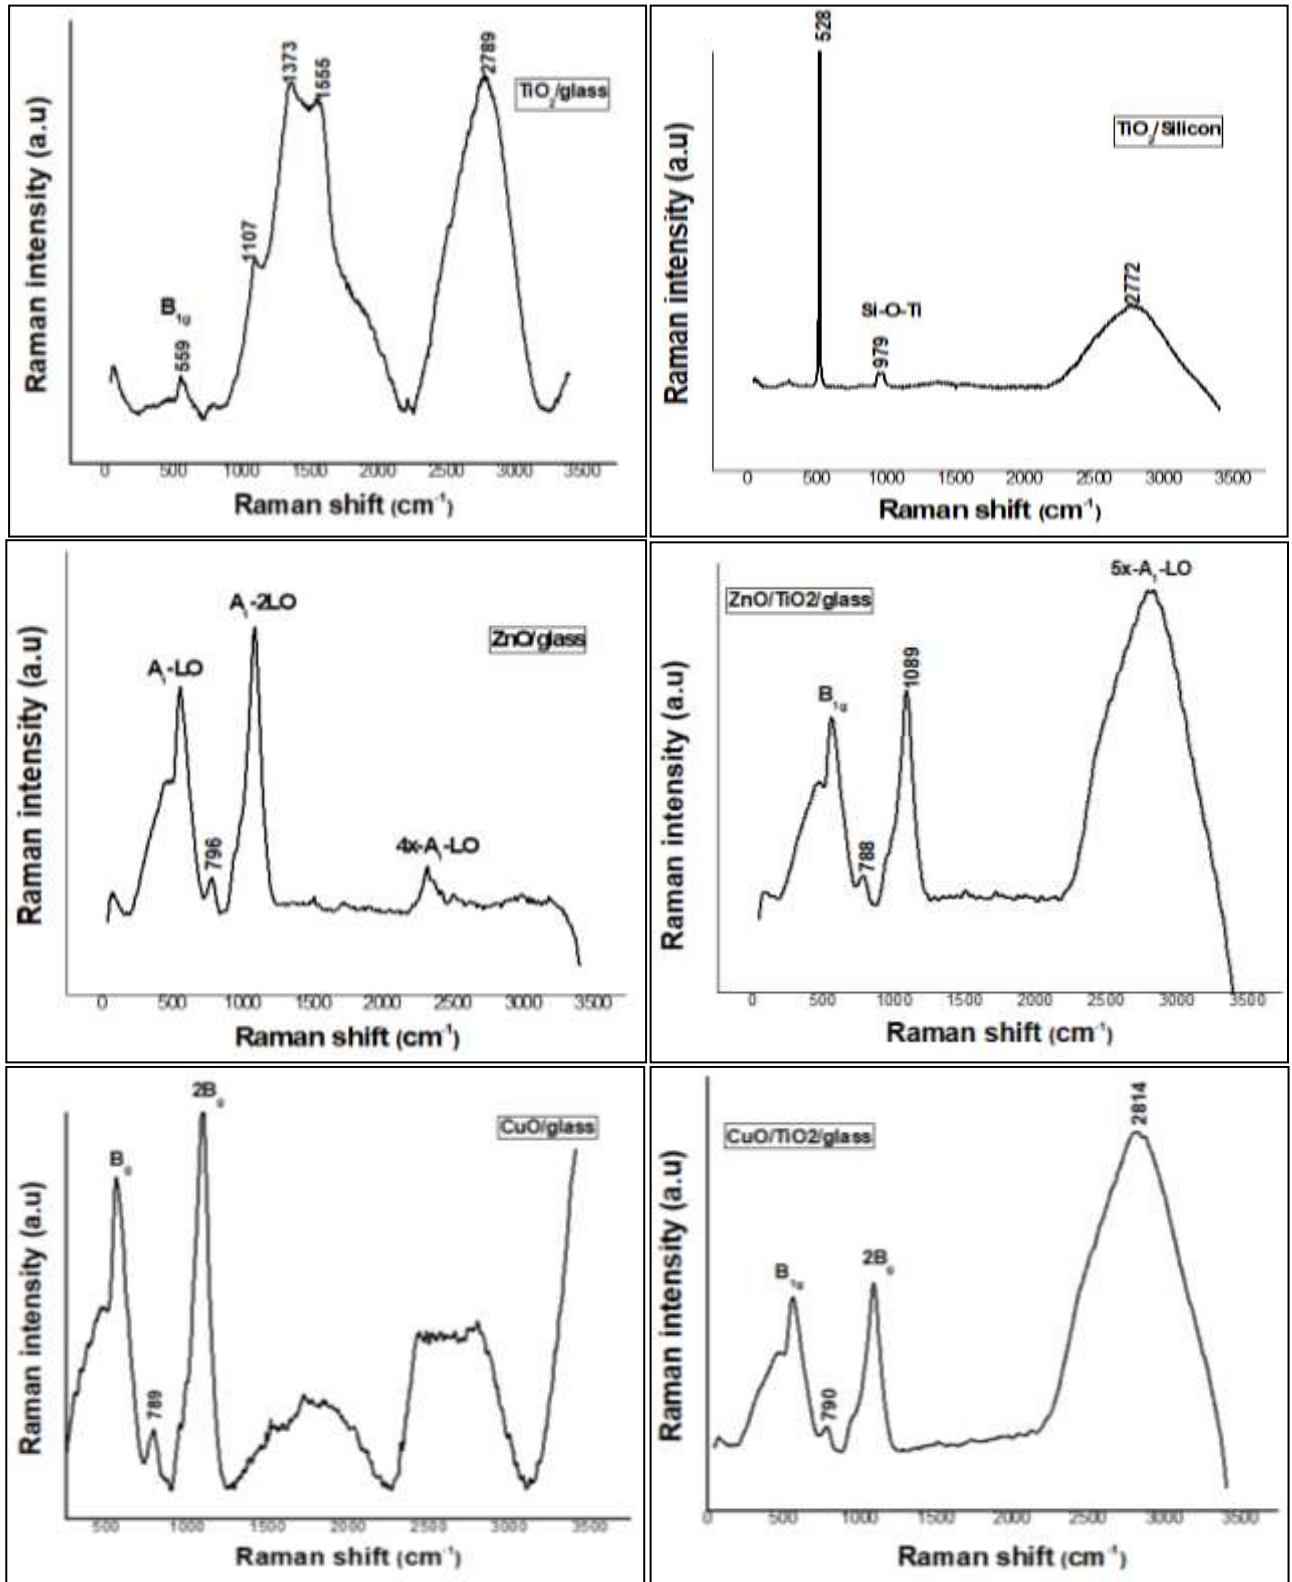 1373
1555
2789
TiO2/glass
1107
B1g
559
Raman intensity (a.u)
0 500 1000 1500 2000 2500 3000 3500
Raman shift (cm-1)
528
TiO2/Silicon
Si-O-Ti
979
2772
Raman intensity (a.u)
0 500 1000 1500 2000 2500 3000 3500
Raman shift (cm-1)
A1-2LO
ZnO/glass
A1-LO
796
4x-A1-LO
Raman intensity (a.u)
0 500 1000 1500 2000 2500 3000 3500
Raman shift (cm-1)
5x-A1-LO
ZnO/TiO2/glass
1089
B1g
788
Raman intensity (a.u)
0 500 1000 1500 2000 2500 3000 3500
Raman shift (cm-1)
2Bg
CuO/glass
Bg
789
Raman intensity (a.u)
500 1000 1500 2000 2500 3000 3500
Raman shift (cm-1)
2814
CuO/TiO2/glass
2Bg
B1g
790
Raman intensity (a.u)
0 500 1000 1500 2000 2500 3000 3500
Raman shift (cm-1)